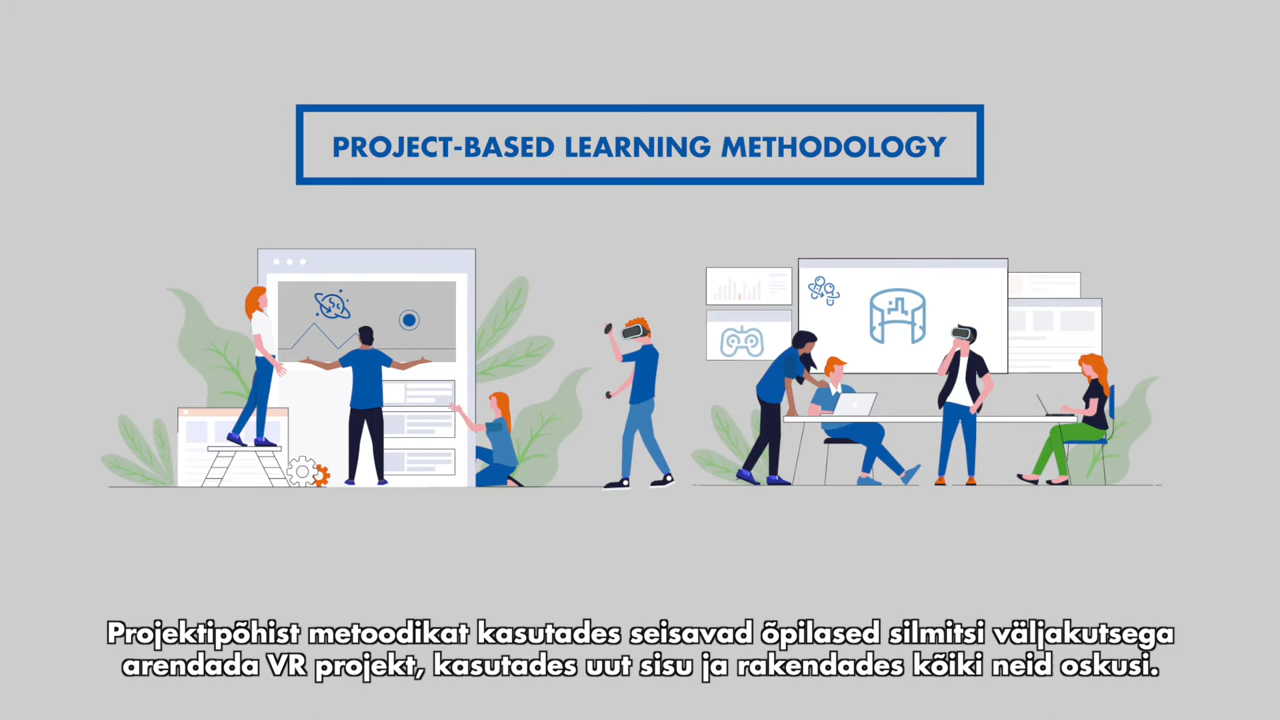 PROJECT-BASED LEARNING METHODOLOGY
Projektipõhist metoodikat kasutades seisavad õpilased silmitsi väljakutsega
arendada VR projekt, kasutades uut sisu ja rakendades kõiki neid oskusi.